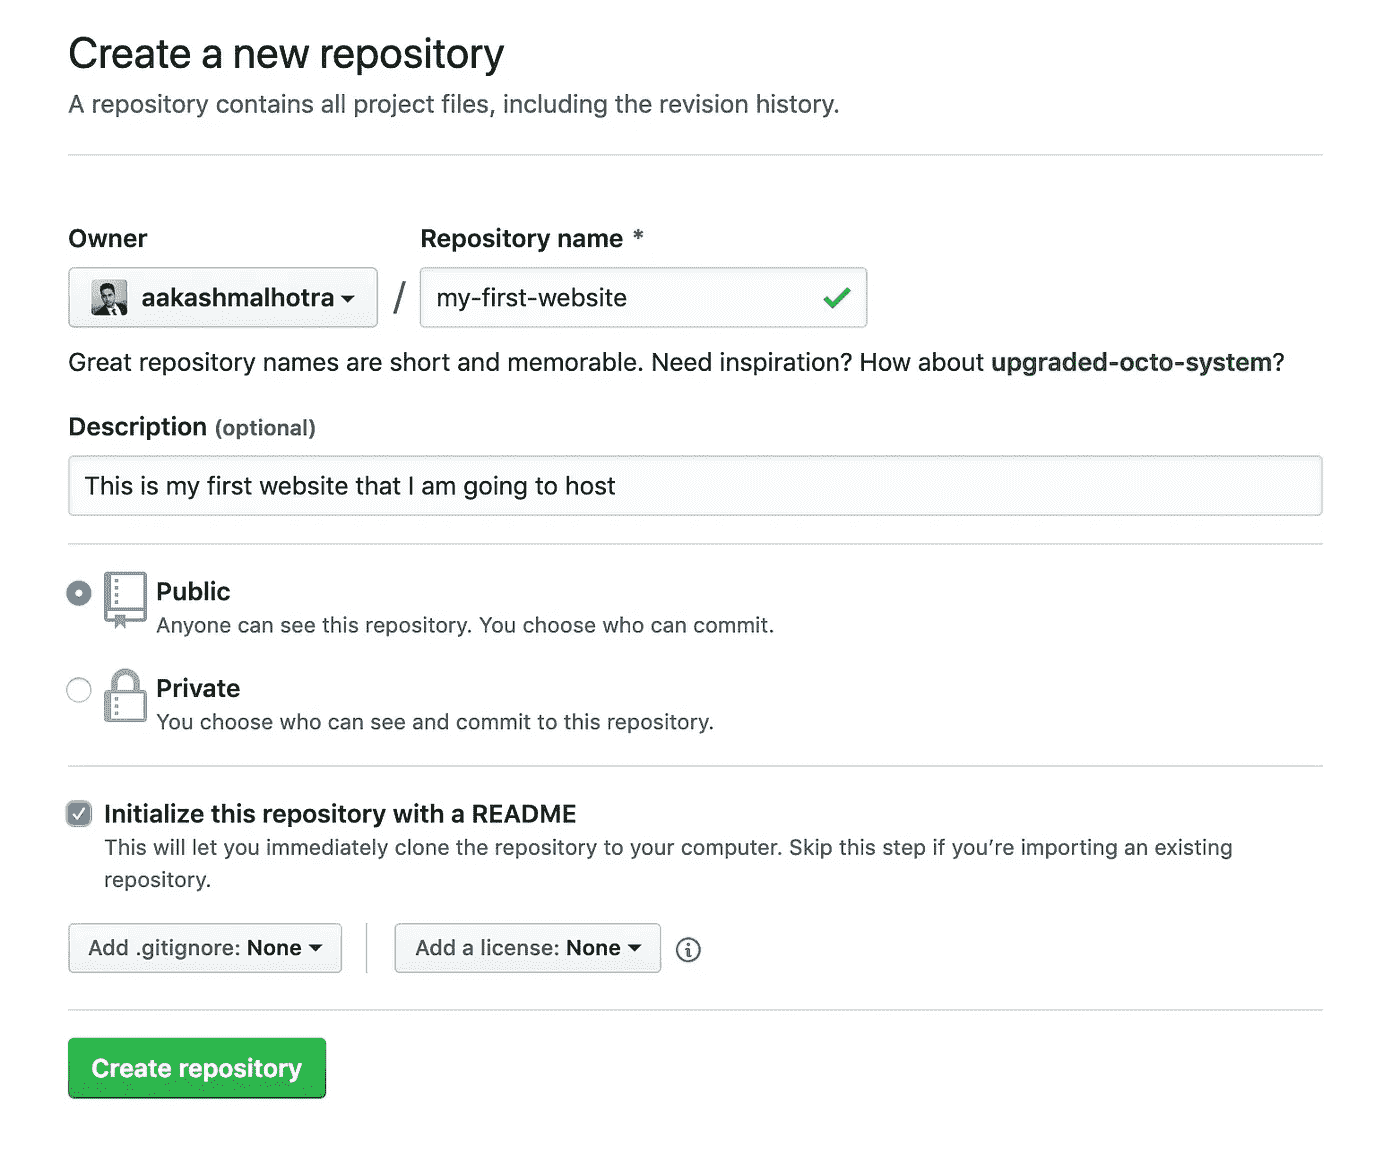 Create a new repository
A repository contains all project files, including the revision history.
Owner
Repository name *
aakashmalhotra
/
my-first-website
Great repository names are short and memorable. Need inspiration? How about upgraded-octo-system?
Description (optional)
This is my first website that I am going to host
Public
Anyone can see this repository. You choose who can commit.
Private
You choose who can see and commit to this repository.
Initialize this repository with a README
This will let you immediately clone the repository to your computer. Skip this step if you’re importing an existing
repository.
Add .gitignore: None
Add a license: None
Create repository